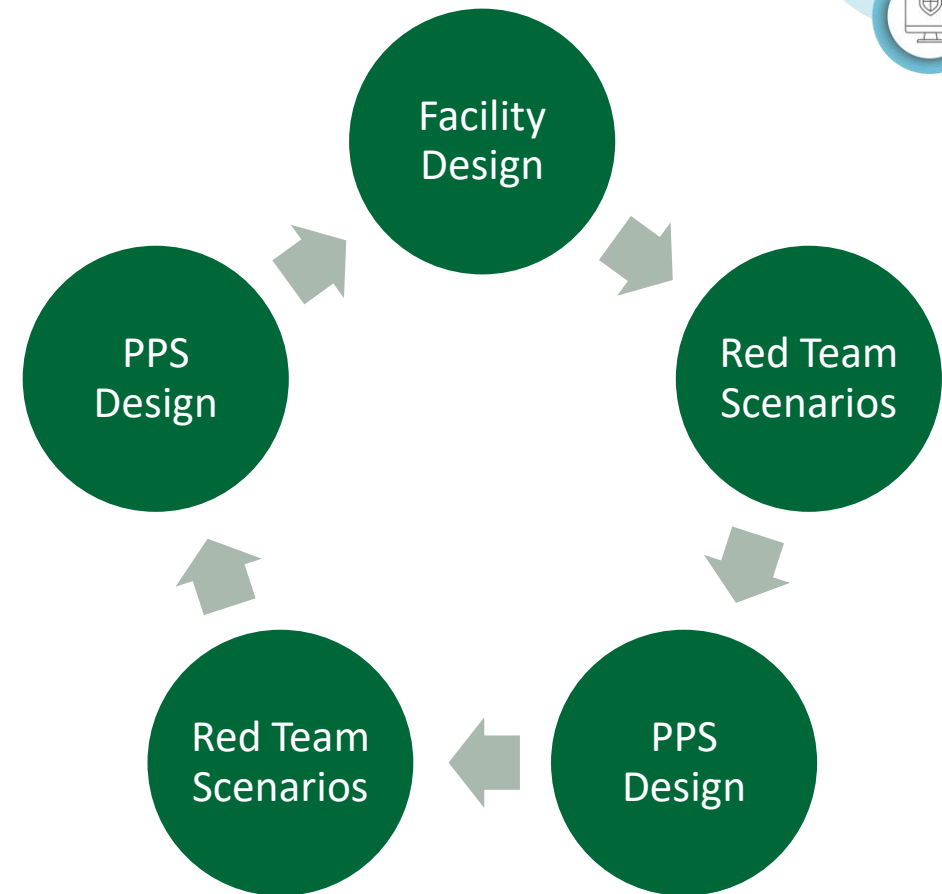 Facility
Design
Red Team
Scenarios
PPS
Design
Red Team
Scenarios
PPS
Design